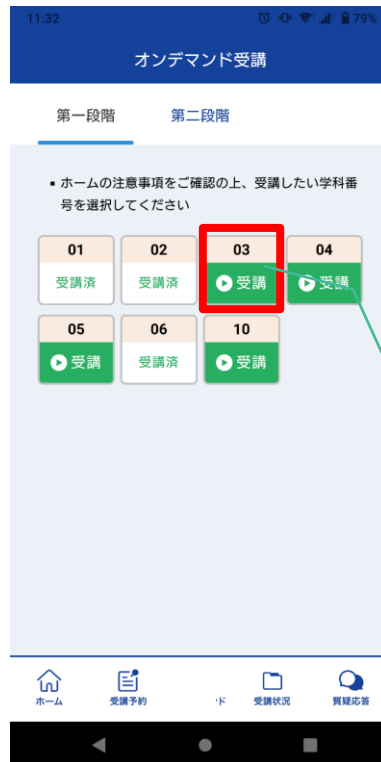 11:32 79%
オンデマンド受講
第一段階 第二段階
▪ ホームの注意事項をご確認の上、受講したい学科番
号を選択してください
01 02 03 04
受講済 受講済 受講 受講
05 06 10
受講 受講済 受講
ホーム 受講予約 ド 受講状況 質疑応答